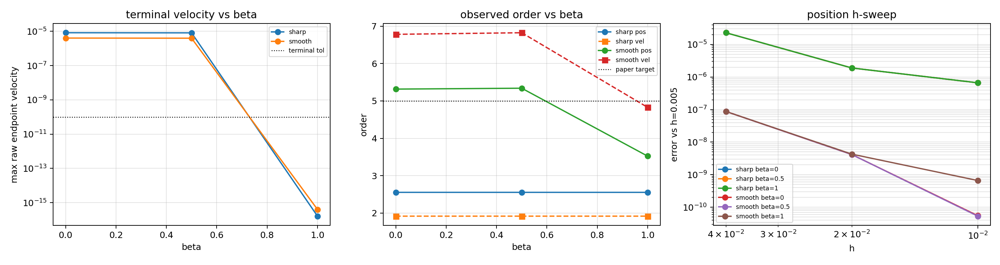 terminal velocity vs beta
max raw endpoint velocity
10⁻⁵
10⁻⁷
10⁻⁹
10⁻¹¹
10⁻¹³
10⁻¹⁵
sharp
smooth
terminal tol
0.0 0.2 0.4 0.6 0.8 1.0
beta
observed order vs beta
order
7
6
5
4
3
2
sharp pos
sharp vel
smooth pos
smooth vel
paper target
0.0 0.2 0.4 0.6 0.8 1.0
beta
position h-sweep
error vs h=0.005
10⁻⁵
10⁻⁶
10⁻⁷
10⁻⁸
10⁻⁹
10⁻¹⁰
sharp beta=0
sharp beta=0.5
sharp beta=1
smooth beta=0
smooth beta=0.5
smooth beta=1
4 × 10⁻² 3 × 10⁻² 2 × 10⁻² 10⁻²
h